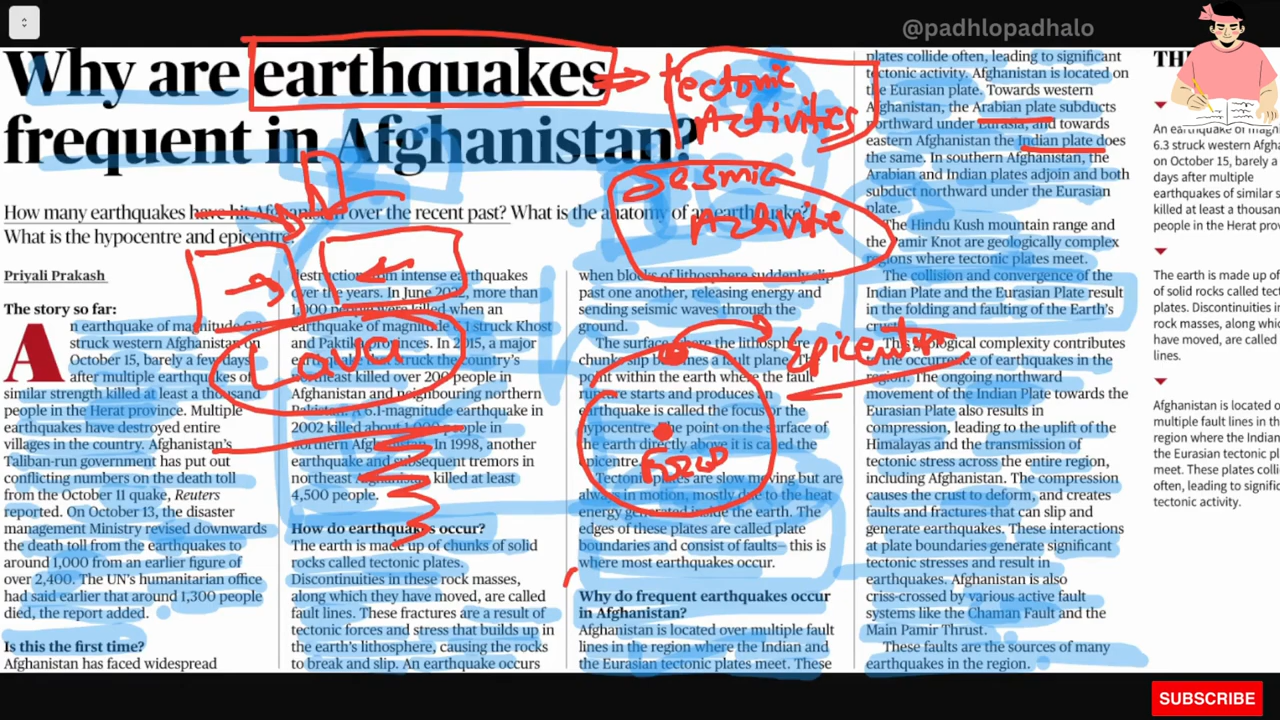 @padhlopadhalo
Why are earthquakes
frequent in Afghanistan?
tectonic
Activities
Sesmic
Activitie
How many earthquakes have hit Afghanistan over the recent past? What is the anatomy of an earthquake?
What is the hypocentre and epicentre?
Priyali Prakash
The story so far:
An earthquake of magnitude 6.3
struck western Afghanistan on
October 15, barely a few days
after multiple earthquakes of
similar strength killed at least a thousand
people in the Herat province. Multiple
earthquakes have destroyed entire
villages in the country. Afghanistan's
Taliban-run government has put out
conflicting numbers on the death toll
from the October 11 quake, Reuters
reported. On October 13, the disaster
management Ministry revised downwards
the death toll from the earthquakes to
around 1,000 from an earlier figure of
over 2,400. The UN's humanitarian office
had said earlier that around 1,300 people
died, the report added.
Is this the first time?
Afghanistan has faced widespread
destruction from intense earthquakes
over the years. In June 2022, more than
1,000 people were killed when an
earthquake of magnitude 6.1 struck Khost
and Paktika provinces. In 2015, a major
earthquake that struck the country's
northeast killed over 200 people in
Afghanistan and neighbouring northern
Pakistan. A 6.1-magnitude earthquake in
2002 killed about 1,000 people in
northern Afghanistan. In 1998, another
earthquake and subsequent tremors in
northeast Afghanistan killed at least
4,500 people.
How do earthquakes occur?
The earth is made up of chunks of solid
rocks called tectonic plates.
Discontinuities in these rock masses,
along which they have moved, are called
fault lines. These fractures are a result of
tectonic forces and stress that builds up in
the earth's lithosphere, causing the rocks
to break and slip. An earthquake occurs
when blocks of lithosphere suddenly slip
past one another, releasing energy and
sending seismic waves through the
ground.
The surface where the lithosphere
chunks slip becomes a fault plane. The
point within the earth where the fault
rupture starts and produces an
earthquake is called the focus or the
hypocentre. The point on the surface of
the earth directly above it is called the
epicentre.
Epicentre
Tectonic plates are slow moving but are
always in motion, mostly due to the heat
energy generated inside the earth. The
edges of these plates are called plate
boundaries and consist of faults– this is
where most earthquakes occur.
Why do frequent earthquakes occur
in Afghanistan?
Afghanistan is located over multiple fault
lines in the region where the Indian and
the Eurasian tectonic plates meet. These
plates collide often, leading to significant
tectonic activity. Afghanistan is located on
the Eurasian plate. Towards western
Afghanistan, the Arabian plate subducts
northward under Eurasia, and towards
eastern Afghanistan the Indian plate does
the same. In southern Afghanistan, the
Arabian and Indian plates adjoin and both
subduct northward under the Eurasian
plate.
The Hindu Kush mountain range and
the Pamir Knot are geologically complex
regions where tectonic plates meet.
The collision and convergence of the
Indian Plate and the Eurasian Plate result
in the folding and faulting of the Earth's
crust.
This geological complexity contributes
to the occurrence of earthquakes in the
region. The ongoing northward
movement of the Indian Plate towards the
Eurasian Plate also results in
compression, leading to the uplift of the
Himalayas and the transmission of
tectonic stress across the entire region,
including Afghanistan. The compression
causes the crust to deform, and creates
faults and fractures that can slip and
generate earthquakes. These interactions
at plate boundaries generate significant
tectonic stresses and result in
earthquakes. Afghanistan is also
criss-crossed by various active fault
systems like the Chaman Fault and the
Main Pamir Thrust.
These faults are the sources of many
earthquakes in the region.
An earthquake of magn
6.3 struck western Afghan
on October 15, barely a
days after multiple
earthquakes of similar s
killed at least a thousan
people in the Herat prov
The earth is made up of
of solid rocks called tect
plates. Discontinuities in
rock masses, along whic
have moved, are called
lines.
Afghanistan is located o
multiple fault lines in the
region where the Indian
the Eurasian tectonic pl
meet. These plates collid
often, leading to signific
tectonic activity.
SUBSCRIBE